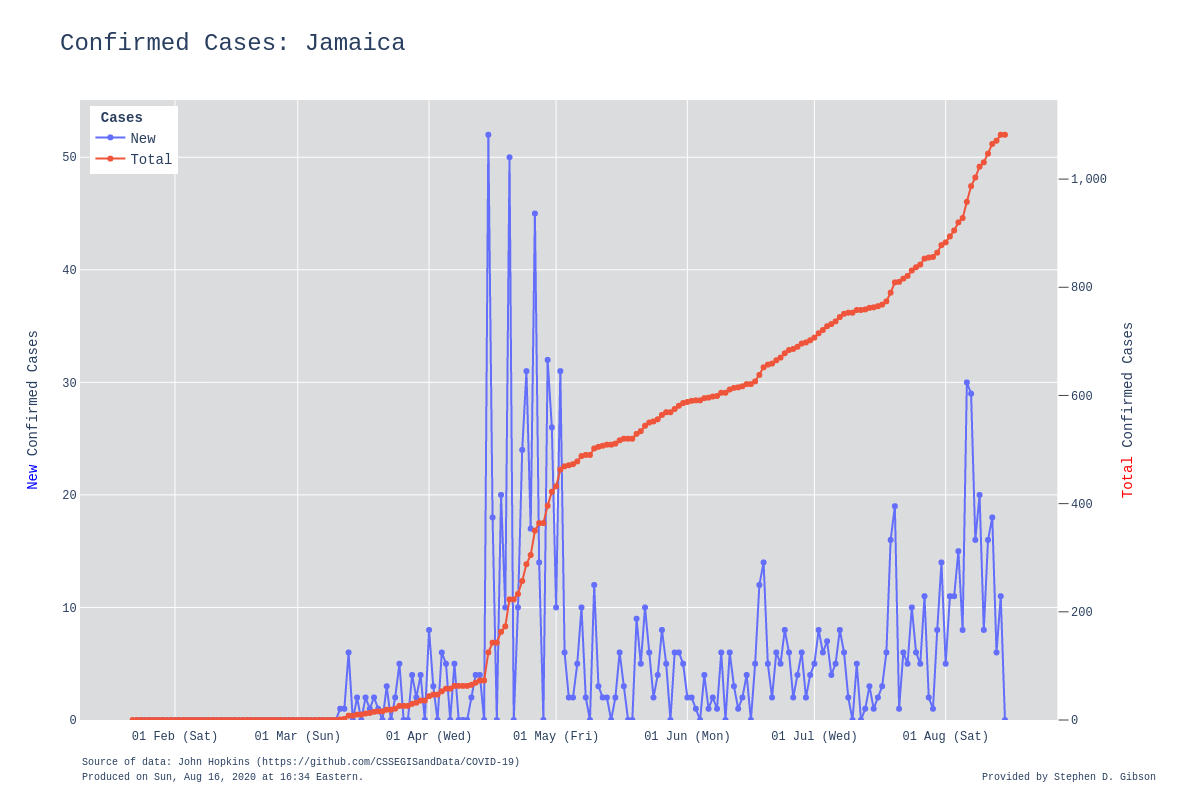 Confirmed Cases: Jamaica
Cases
New
Total
50
40
30
20
10
0
1,000
800
600
400
200
0
New Confirmed Cases
Total Confirmed Cases
01 Feb (Sat)
01 Mar (Sun)
01 Apr (Wed)
01 May (Fri)
01 Jun (Mon)
01 Jul (Wed)
01 Aug (Sat)
Source of data: John Hopkins (https://github.com/CSSEGISandData/COVID-19)
Produced on Sun, Aug 16, 2020 at 16:34 Eastern.
Provided by Stephen D. Gibson